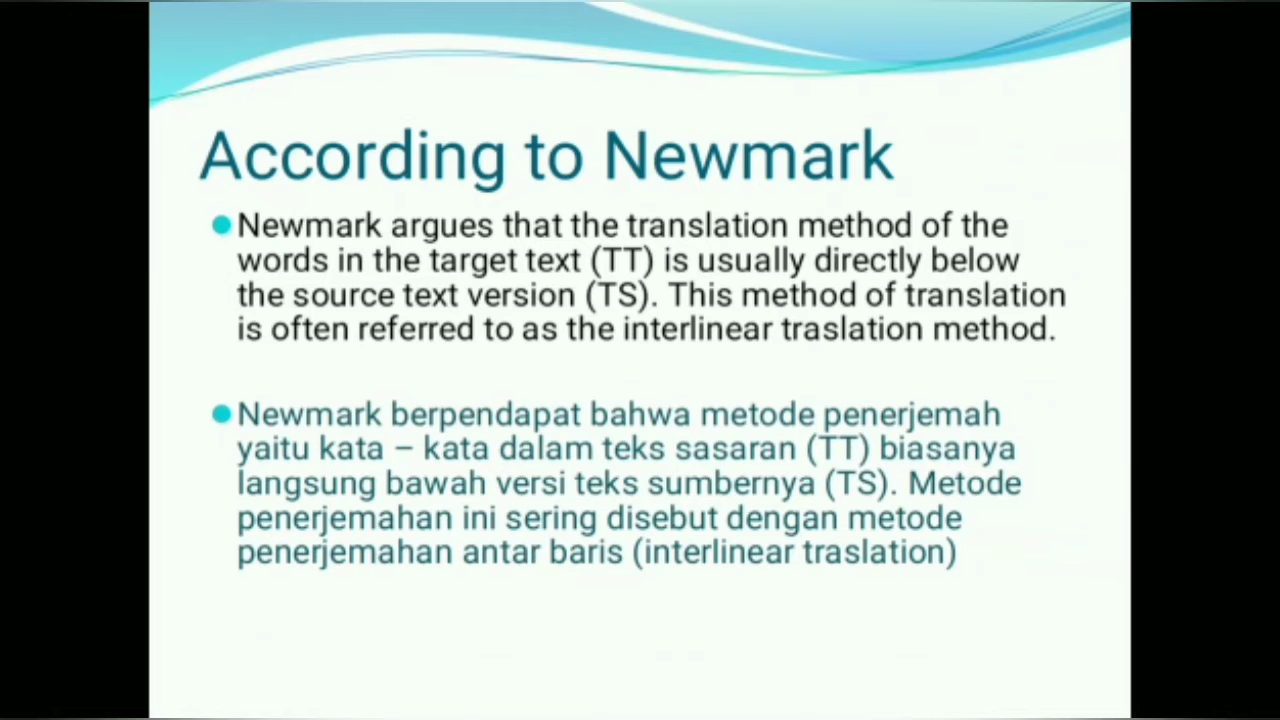 According to Newmark
Newmark argues that the translation method of the
words in the target text (TT) is usually directly below
the source text version (TS). This method of translation
is often referred to as the interlinear traslation method.
Newmark berpendapat bahwa metode penerjemah
yaitu kata – kata dalam teks sasaran (TT) biasanya
langsung bawah versi teks sumbernya (TS). Metode
penerjemahan ini sering disebut dengan metode
penerjemahan antar baris (interlinear traslation)